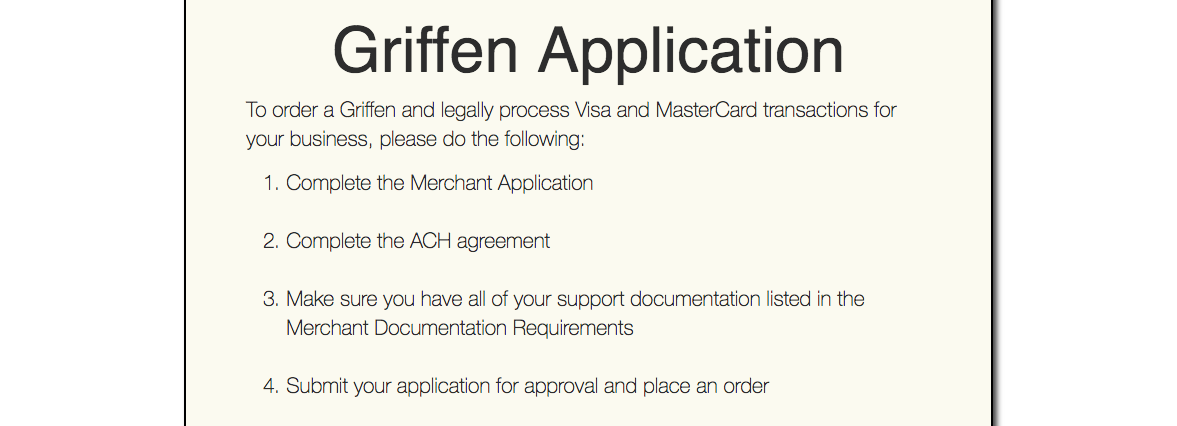 Griffen Application
To order a Griffen and legally process Visa and MasterCard transactions for
your business, please do the following:
1. Complete the Merchant Application
2. Complete the ACH agreement
3. Make sure you have all of your support documentation listed in the
Merchant Documentation Requirements
4. Submit your application for approval and place an order